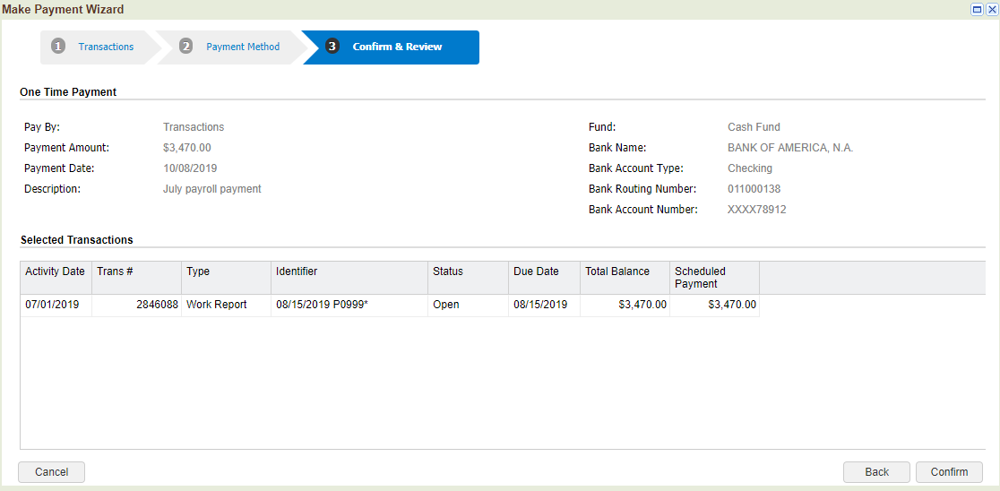 Make Payment Wizard
1 Transactions 2 Payment Method 3 Confirm & Review
One Time Payment
Pay By: Transactions Fund: Cash Fund
Payment Amount: $3,470.00 Bank Name: BANK OF AMERICA, N.A.
Payment Date: 10/08/2019 Bank Account Type: Checking
Description: July payroll payment Bank Routing Number: 011000138
Bank Account Number: XXXX78912
Selected Transactions
Activity Date Trans # Type Identifier Status Due Date Total Balance Scheduled
Payment
07/01/2019 2846088 Work Report 08/15/2019 P0999* Open 08/15/2019 $3,470.00 $3,470.00
Cancel Back Confirm